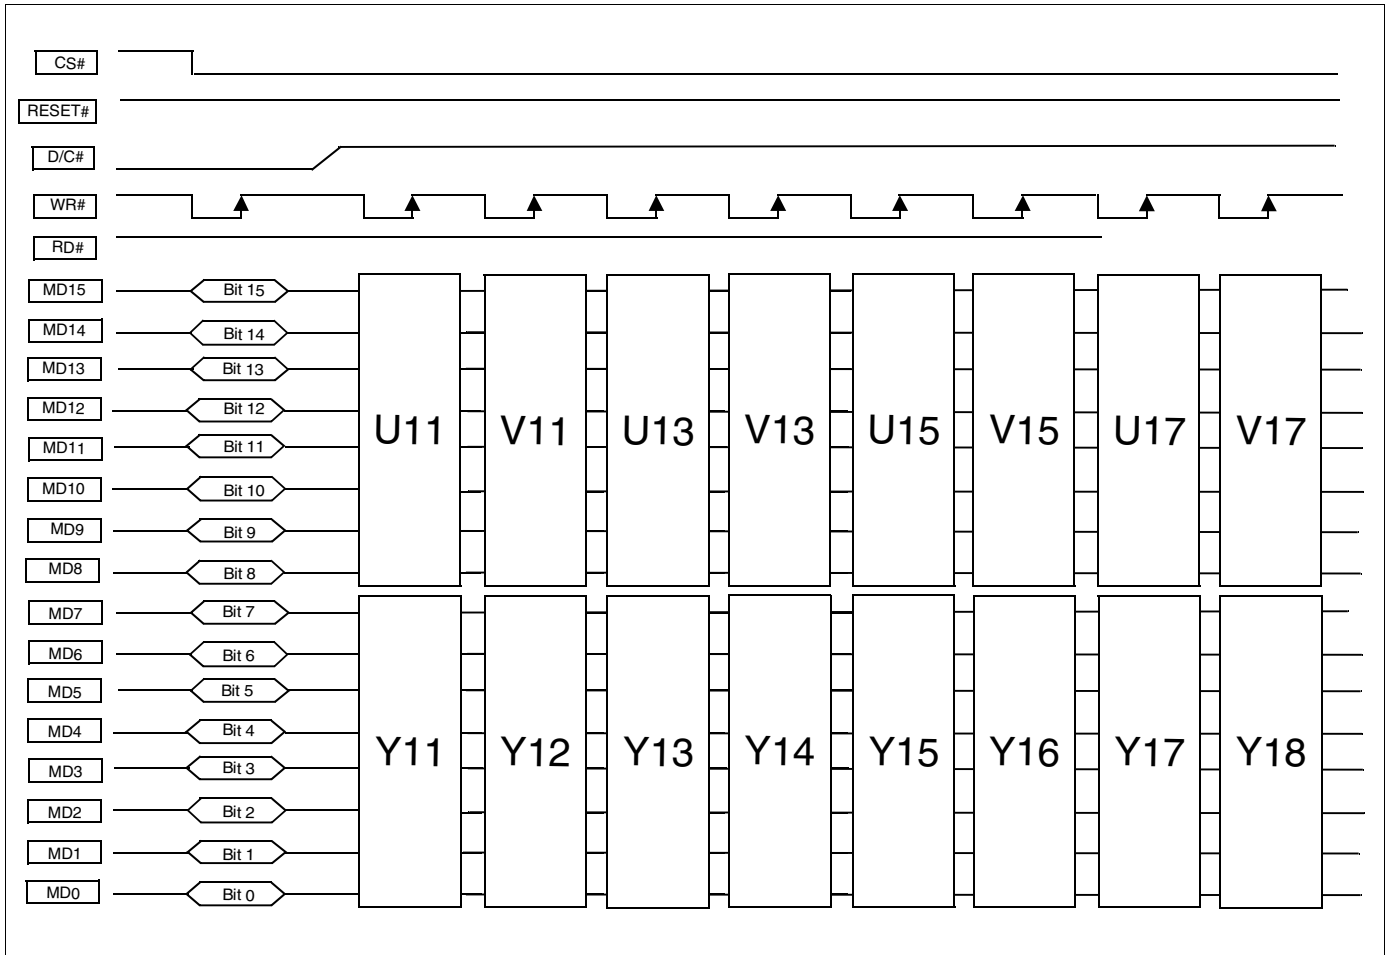 CS#
RESET#
D/C#
WR#
RD#
MD15 Bit 15
MD14 Bit 14
MD13 Bit 13
MD12 Bit 12
MD11 Bit 11
U11 V11 U13 V13 U15 V15 U17 V17
MD10 Bit 10
MD9 Bit 9
MD8 Bit 8
MD7 Bit 7
MD6 Bit 6
MD5 Bit 5
MD4 Bit 4
Y11 Y12 Y13 Y14 Y15 Y16 Y17 Y18
MD3 Bit 3
MD2 Bit 2
MD1 Bit 1
MD0 Bit 0